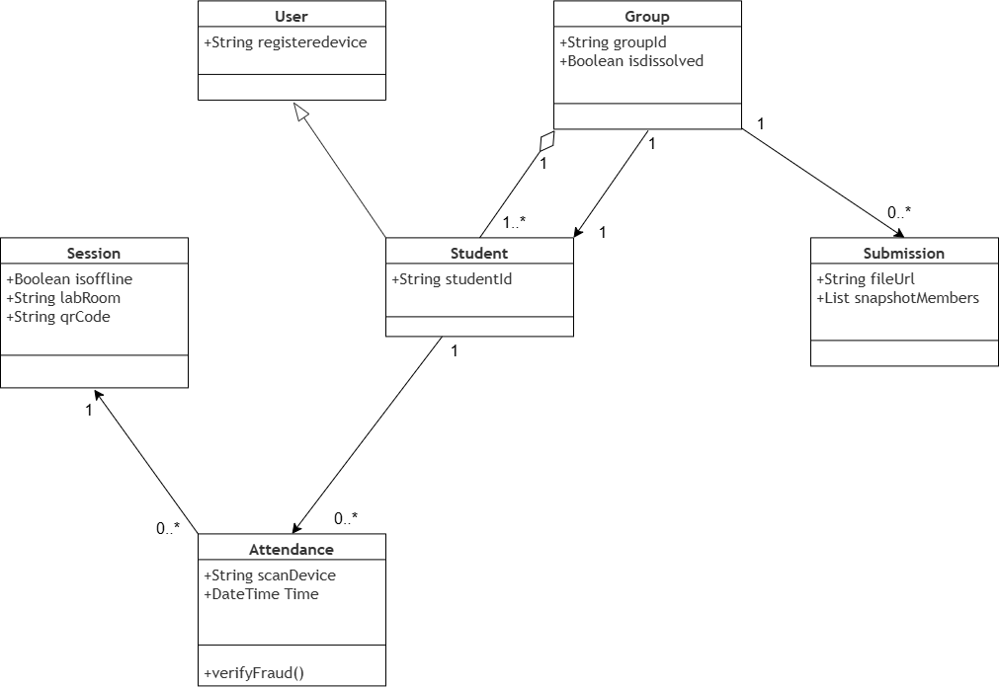 User
+String registeredevice
Group
+String groupId
+Boolean isdissolved
1
1
1
0..*
1..*
1
Session
+Boolean isoffline
+String labRoom
+String qrCode
Student
+String studentId
Submission
+String fileUrl
+List snapshotMembers
1
1
0..*
0..*
Attendance
+String scanDevice
+DateTime Time
+verifyFraud()